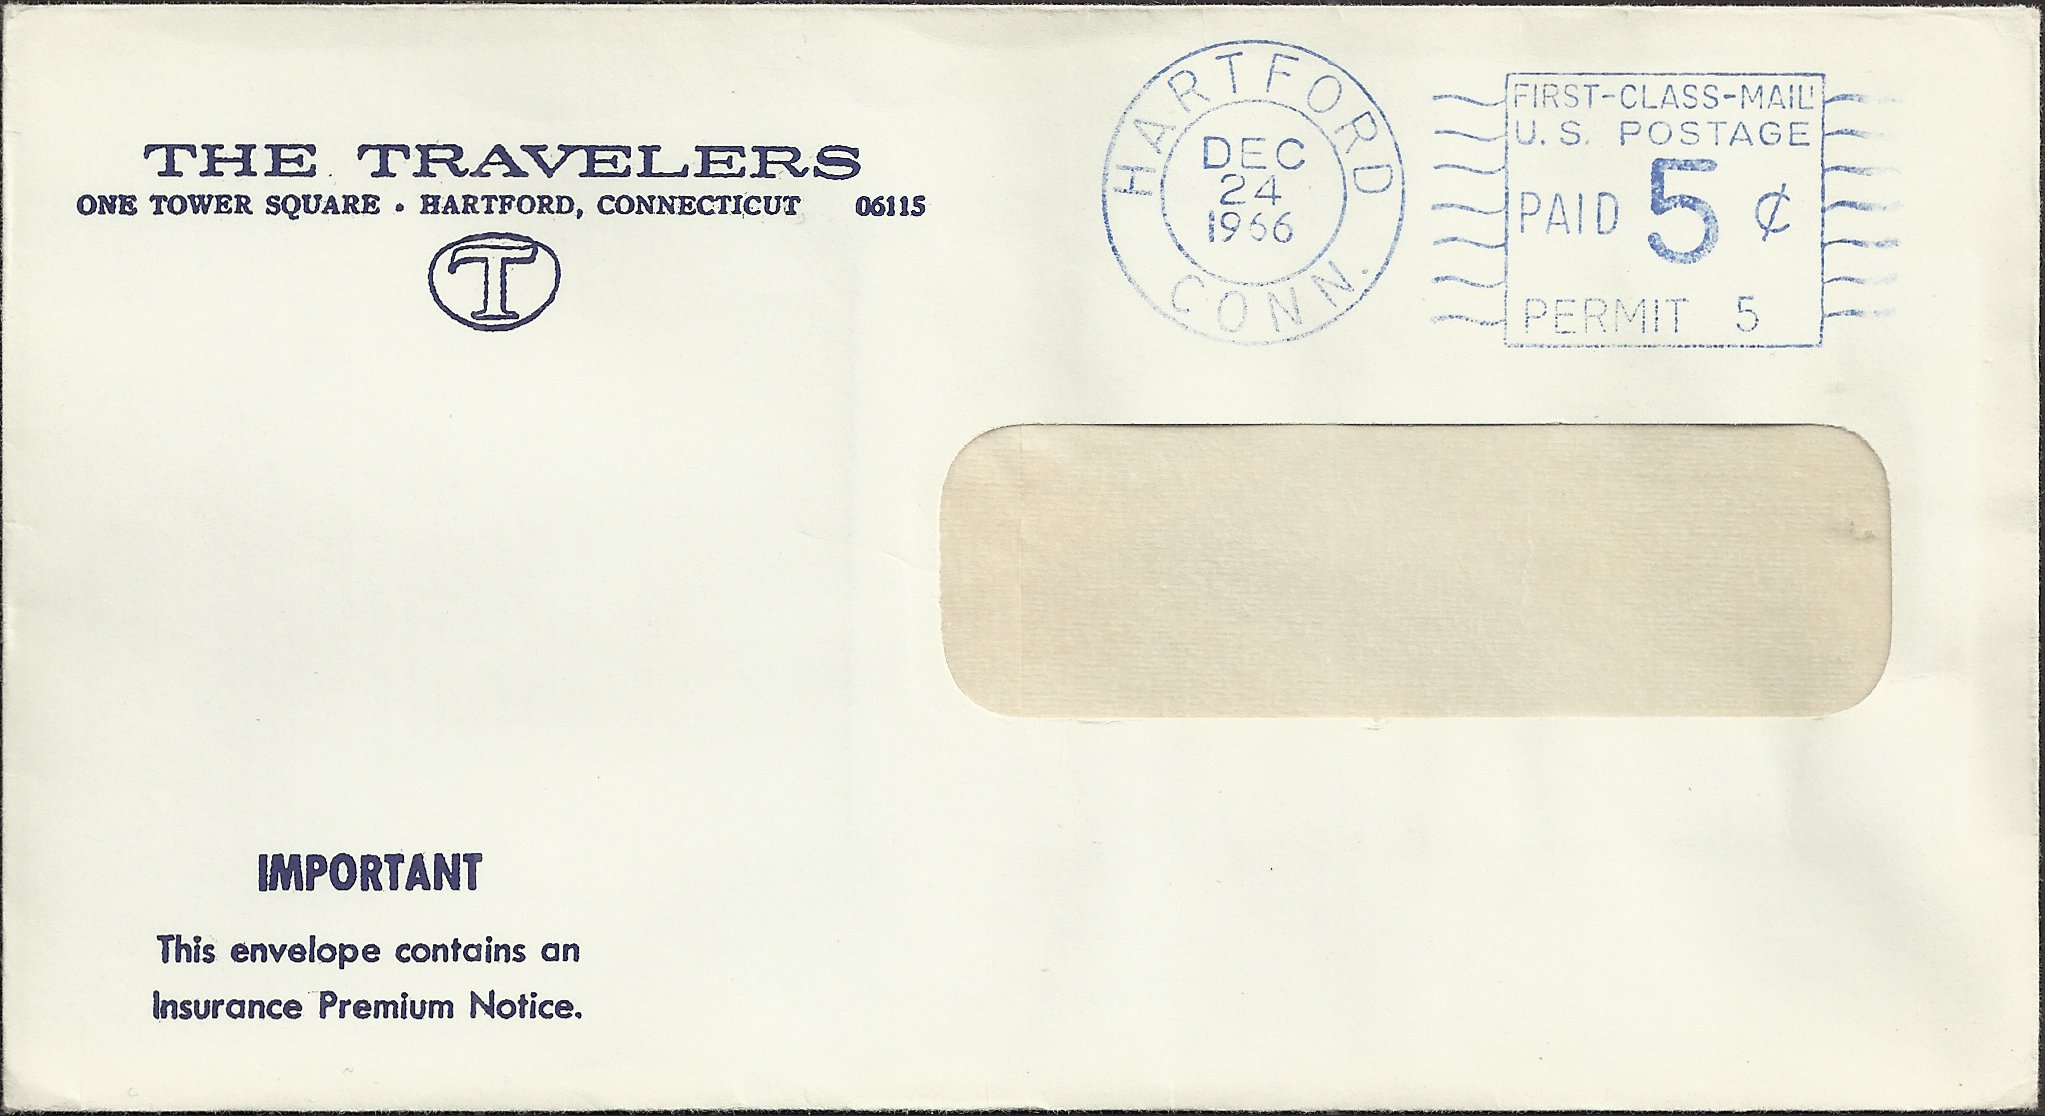 THE TRAVELERS
ONE TOWER SQUARE • HARTFORD, CONNECTICUT 06115
T
HARTFORD
DEC
24
1966
CONN.
FIRST-CLASS-MAIL
U.S. POSTAGE
PAID 5 ¢
PERMIT 5
IMPORTANT
This envelope contains an
Insurance Premium Notice.